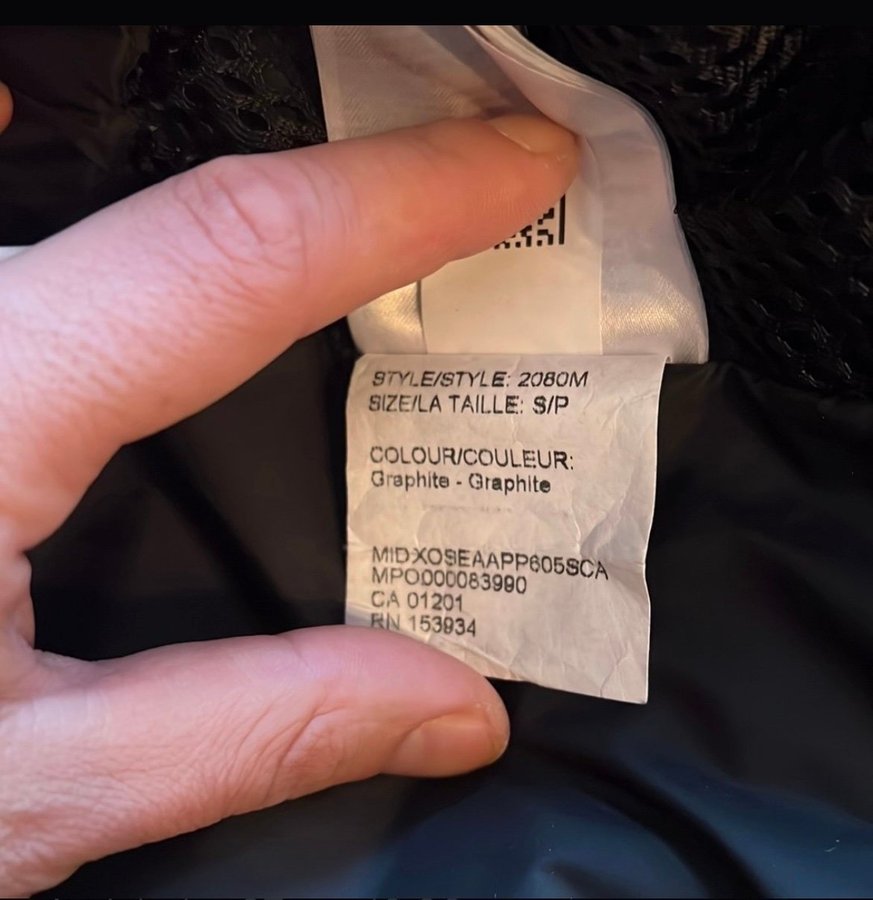 STYLE/STYLE: 2080M
SIZE/LA TAILLE: S/P
COLOUR/COULEUR:
Graphite - Graphite
MIDXOSEAAPP605SCA
MPO000083990
CA 01201
RN 153934